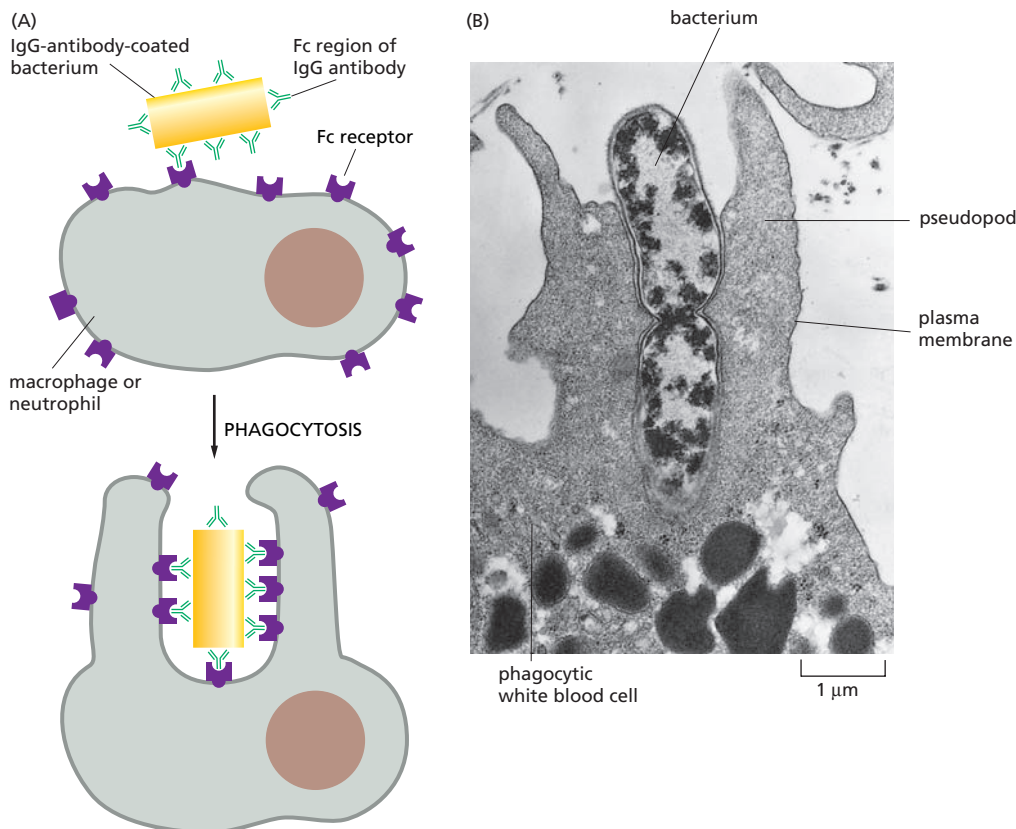 (A)
IgG-antibody-coated
bacterium
Fc region of
IgG antibody
Fc receptor
macrophage or
neutrophil
PHAGOCYTOSIS
(B)
bacterium
pseudopod
plasma
membrane
phagocytic
white blood cell
1 μm